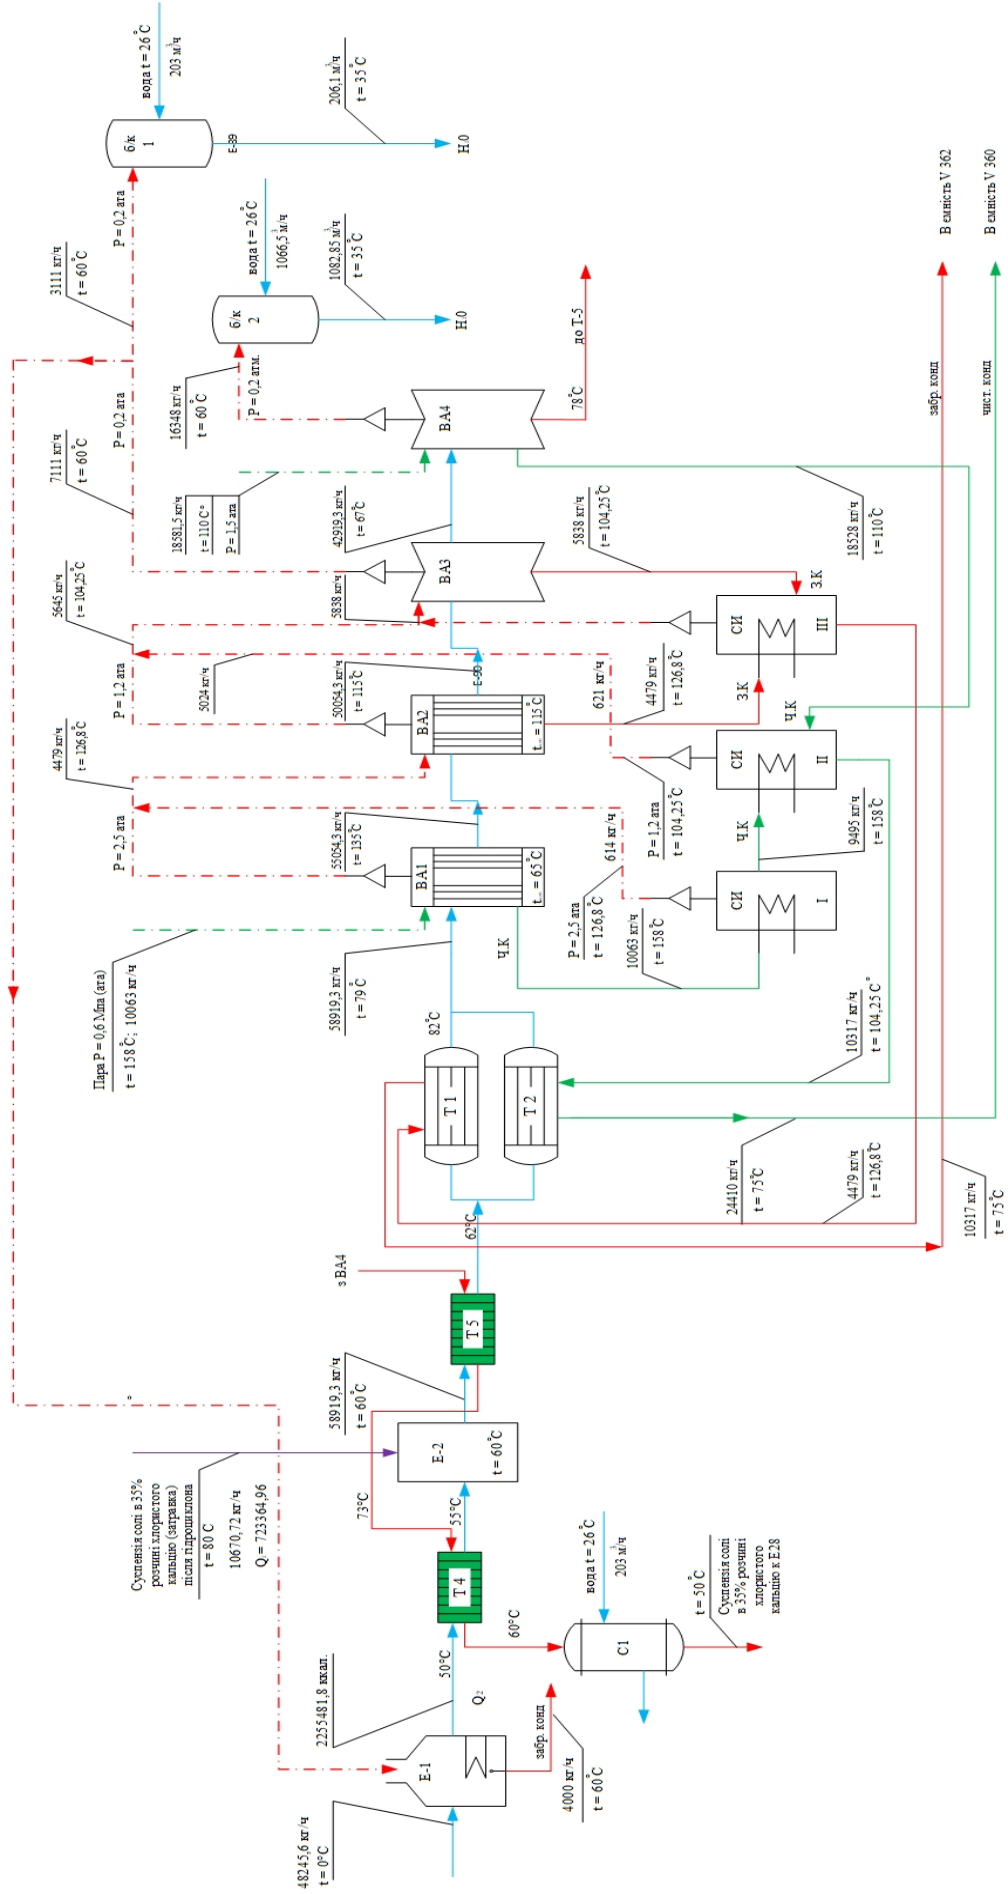 48245,6 кг/ч
t = 0°C
Е-1
2255481,8 ккал.
Q₂
50°C
забр. конд
4000 кг/ч
t = 60°C
Т 4
60°C
С1
вода t = 26°C
203 м³/ч
t = 50°C
Суспензія солі
в 35% розчині
хлористого
кальцію к Е28
Суспензія солі в 35%
розчині хлористого
кальцію (затравка)
після гідроциклона
t = 80 C
10670,72 кг/ч
Q = 723364,96
55°C
73°C
Е-2
t = 60°C
58919,3 кг/ч
t = 60°C
Т 5
з ВА4
62°C
Т 1
Т 2
82°C
58919,3 кг/ч
t = 79°C
Пара Р = 0,6 Мпа (ата)
t = 158°C; 10063 кг/ч
24410 кг/ч
t = 75°C
4479 кг/ч
t = 126,8°C
10317 кг/ч
t = 75°C
10317 кг/ч
t = 104,25 C°
Ч.К
ВА1
t = 65°C
55054,3 кг/ч
t = 135°C
Р = 2,5 ата
4479 кг/ч
t = 126,8°C
10063 кг/ч
t = 158°C
Р = 2,5 ата
t = 126,8°C
614 кг/ч
СИ
I
Ч.К
9495 кг/ч
t = 158°C
ВА2
t = 115°C
50054,3 кг/ч
t = 115°C
Е-90
Р = 1,2 ата
5024 кг/ч
5645 кг/ч
t = 104,25°C
Р = 1,2 ата
t = 104,25°C
621 кг/ч
СИ
II
Ч.К
4479 кг/ч
t = 126,8°C
З.К
СИ
III
З.К
5838 кг/ч
ВА3
42919,3 кг/ч
t = 67°C
5838 кг/ч
t = 104,25°C
7111 кг/ч
t = 60°C
Р = 0,2 ата
18581,5 кг/ч
t = 110 C°
Р = 1,5 ата
ВА4
78°C
до Т-5
18528 кг/ч
t = 110°C
16348 кг/ч
t = 60°C
Р = 0,2 атм.
б/к
2
вода t = 26°C
1066,5 м³/ч
1082,85 м³/ч
t = 35°C
Н.0
3111 кг/ч
t = 60°C
Р = 0,2 ата
б/к
1
Е-89
вода t = 26°C
203 м³/ч
206,1 м³/ч
t = 35°C
Н.0
забр. конд
В ємність V 362
чист. конд
В ємність V 360